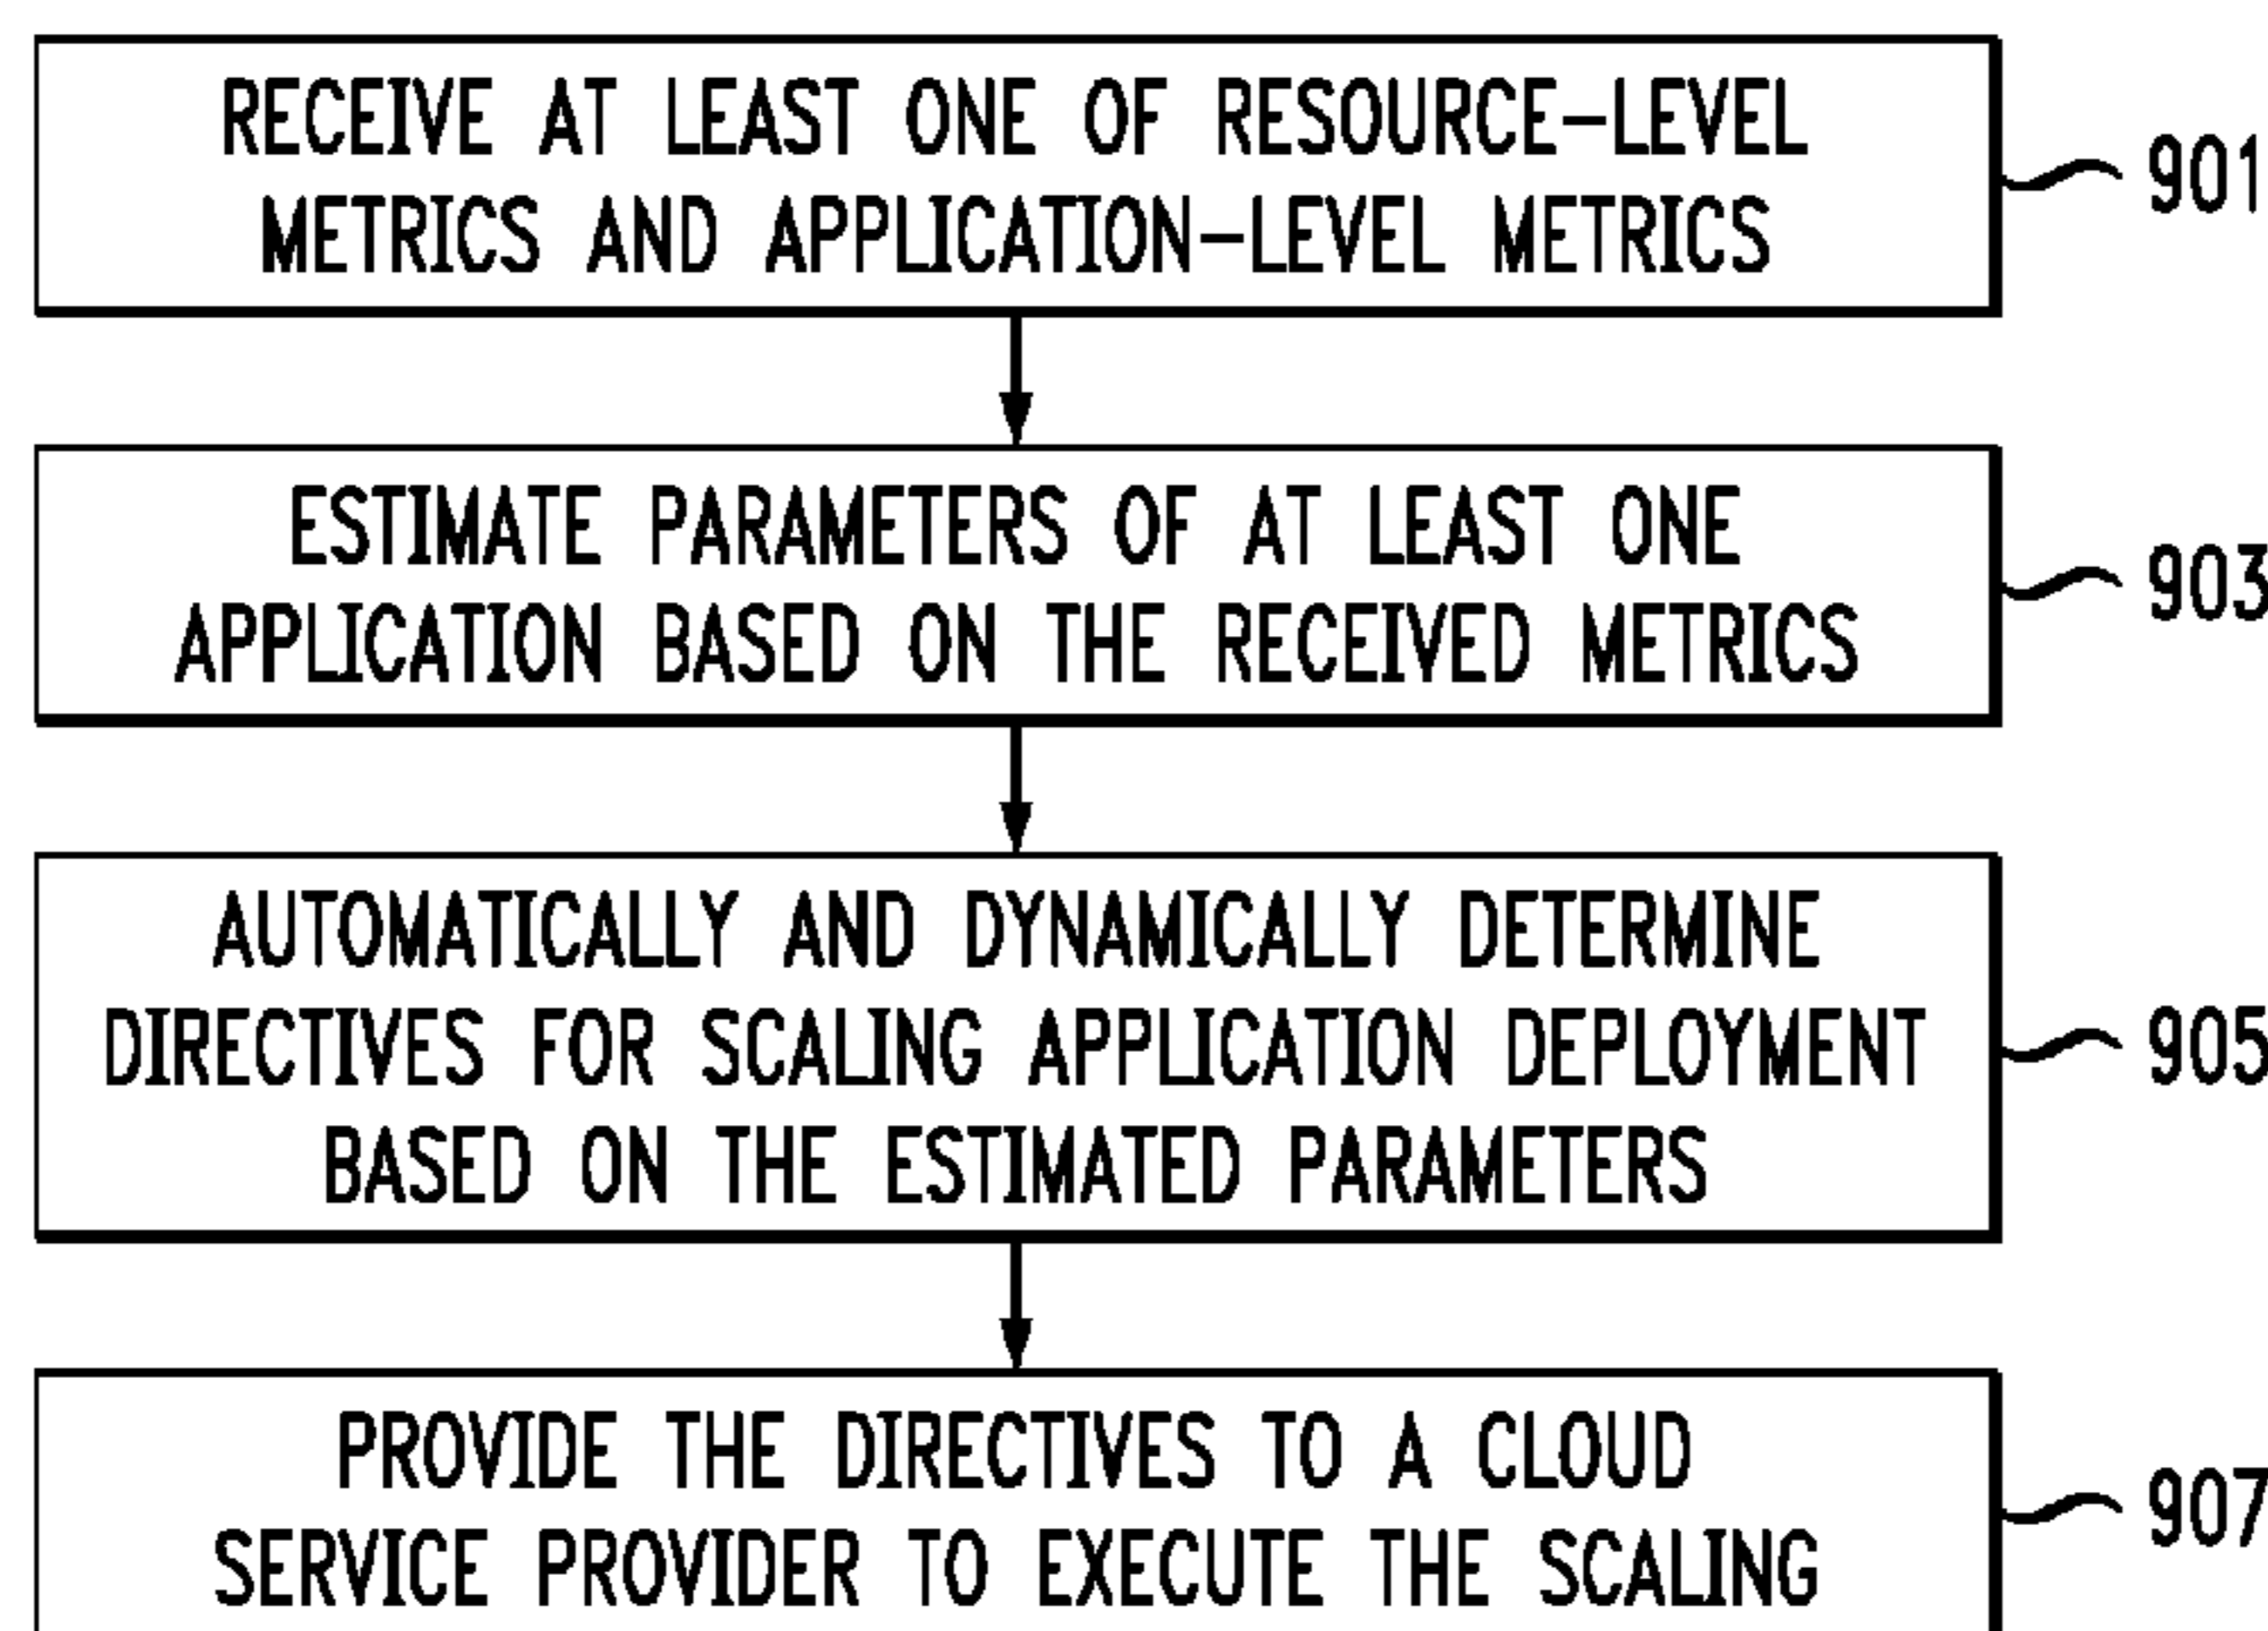 RECEIVE AT LEAST ONE OF RESOURCE-LEVEL
METRICS AND APPLICATION-LEVEL METRICS
901
ESTIMATE PARAMETERS OF AT LEAST ONE
APPLICATION BASED ON THE RECEIVED METRICS
903
AUTOMATICALLY AND DYNAMICALLY DETERMINE
DIRECTIVES FOR SCALING APPLICATION DEPLOYMENT
BASED ON THE ESTIMATED PARAMETERS
905
PROVIDE THE DIRECTIVES TO A CLOUD
SERVICE PROVIDER TO EXECUTE THE SCALING
907